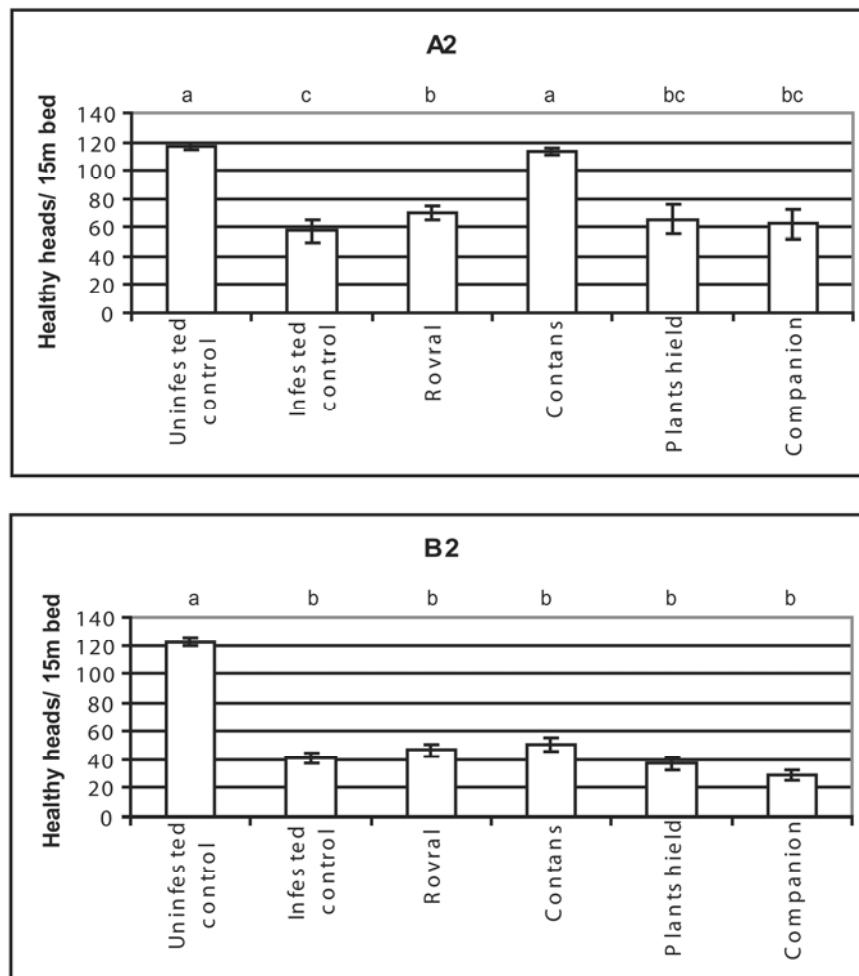 A2
a c b a bc bc
Healthy heads/ 15m bed
140
120
100
80
60
40
20
0
Uninfested control
Infested control
Rovral
Contans
Plantshield
Companion
B2
a b b b b b
Healthy heads/ 15m bed
140
120
100
80
60
40
20
0
Uninfested control
Infested control
Rovral
Contans
Plantshield
Companion